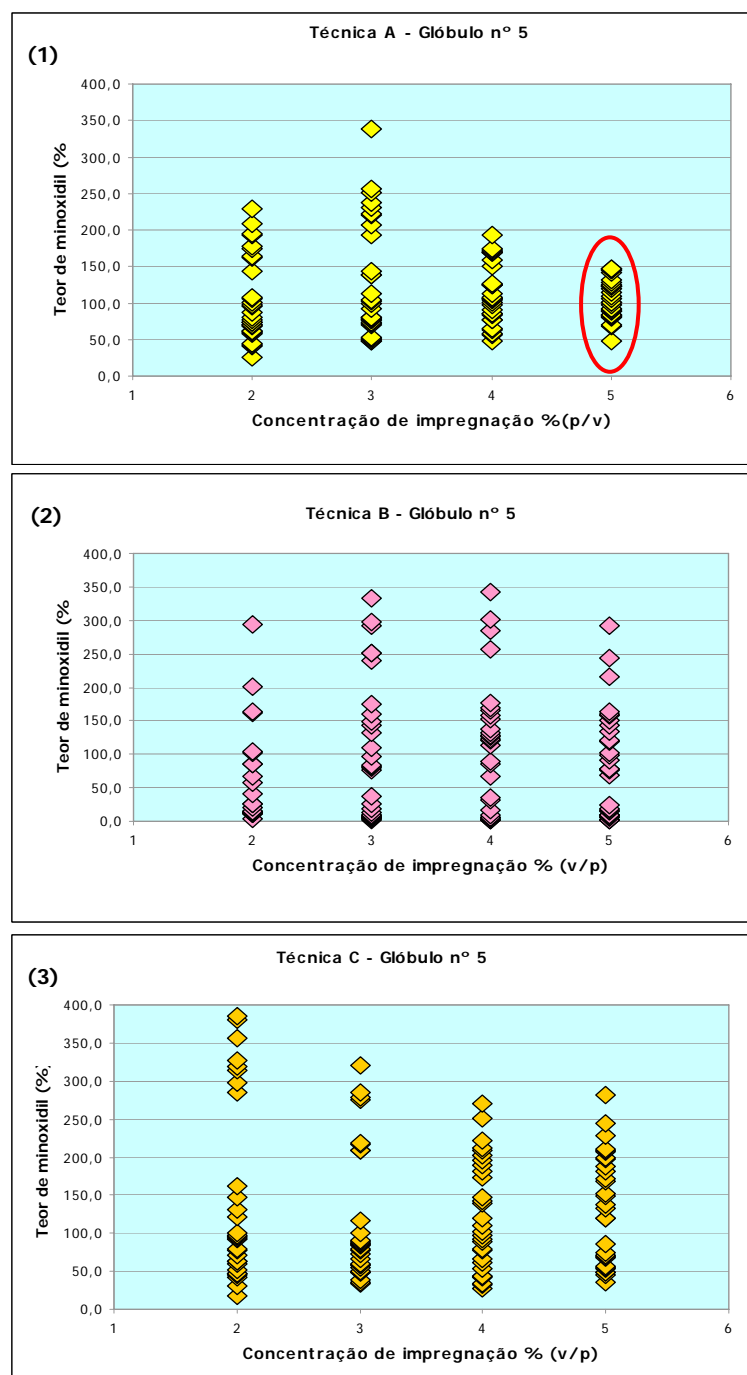 Técnica A - Glóbulo nº 5
(1)
400,0
350,0
300,0
250,0
200,0
150,0
100,0
50,0
0,0
Teor de minoxidil (%
1 2 3 4 5 6
Concentração de impregnação %(p/v)
(2)
Técnica B - Glóbulo nº 5
400,0
350,0
300,0
250,0
200,0
150,0
100,0
50,0
0,0
Teor de minoxidil (%
1 2 3 4 5 6
Concentração de impregnação % (v/p)
Técnica C - Glóbulo nº 5
(3)
400,0
350,0
300,0
250,0
200,0
150,0
100,0
50,0
0,0
Teor de minoxidil (%)
1 2 3 4 5 6
Concentração de impregnação % (v/p)